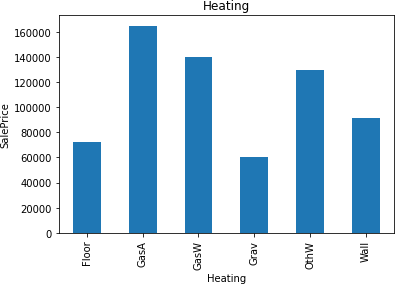 Heating
160000
140000
120000
100000
80000
60000
40000
20000
0
SalePrice
Floor
GasA
GasW
Grav
OthW
Wall
Heating